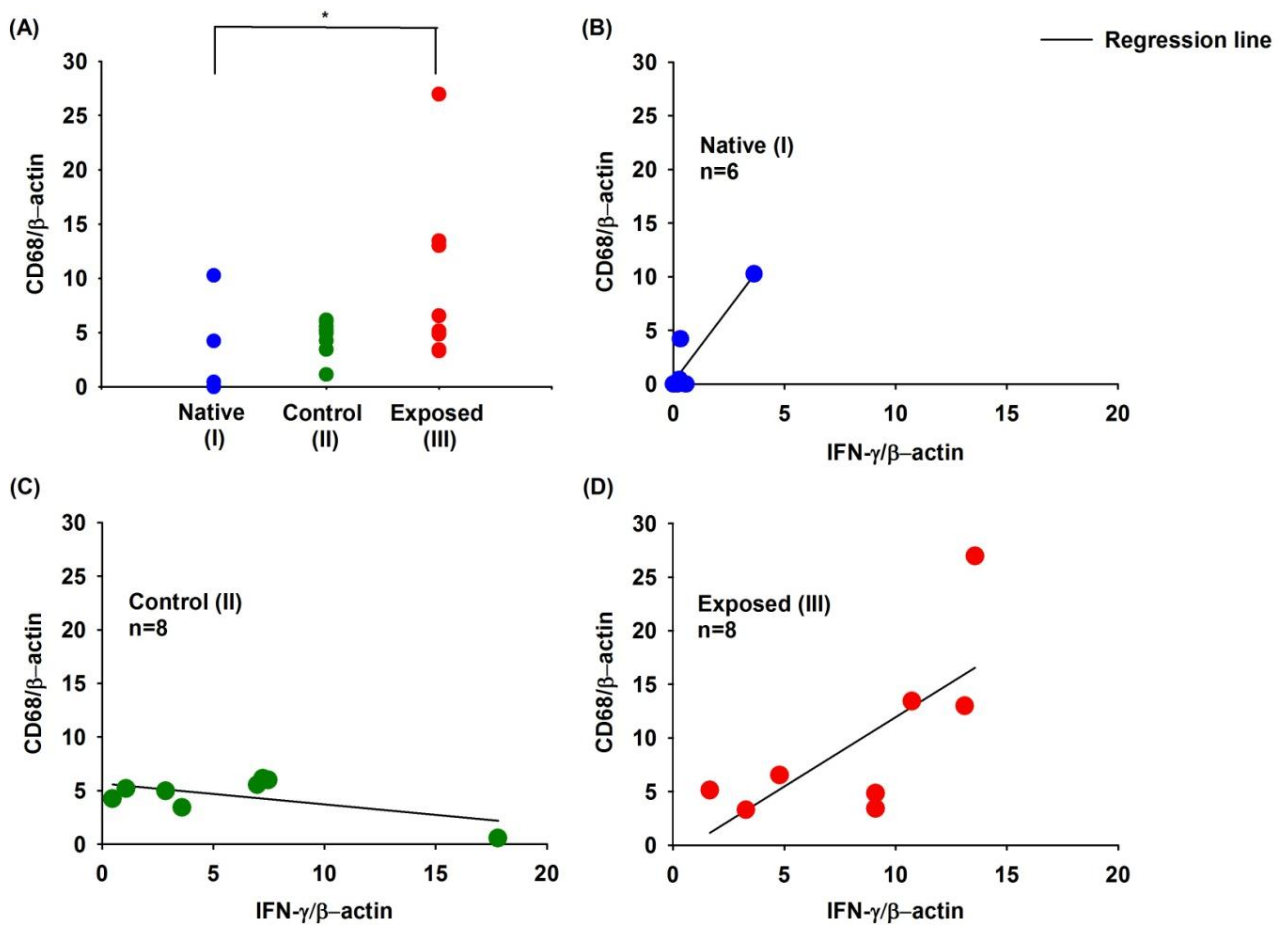 (A)
*
30
25
20
15
10
5
0
CD68/β–actin
Native
(I)
Control
(II)
Exposed
(III)
(B)
Regression line
30
25
20
15
10
5
0
CD68/β–actin
Native (I)
n=6
0 5 10 15 20
IFN-γ/β–actin
(C)
30
25
20
15
10
5
0
CD68/β–actin
Control (II)
n=8
0 5 10 15 20
IFN-γ/β–actin
(D)
30
25
20
15
10
5
0
CD68/β–actin
Exposed (III)
n=8
0 5 10 15 20
IFN-γ/β–actin